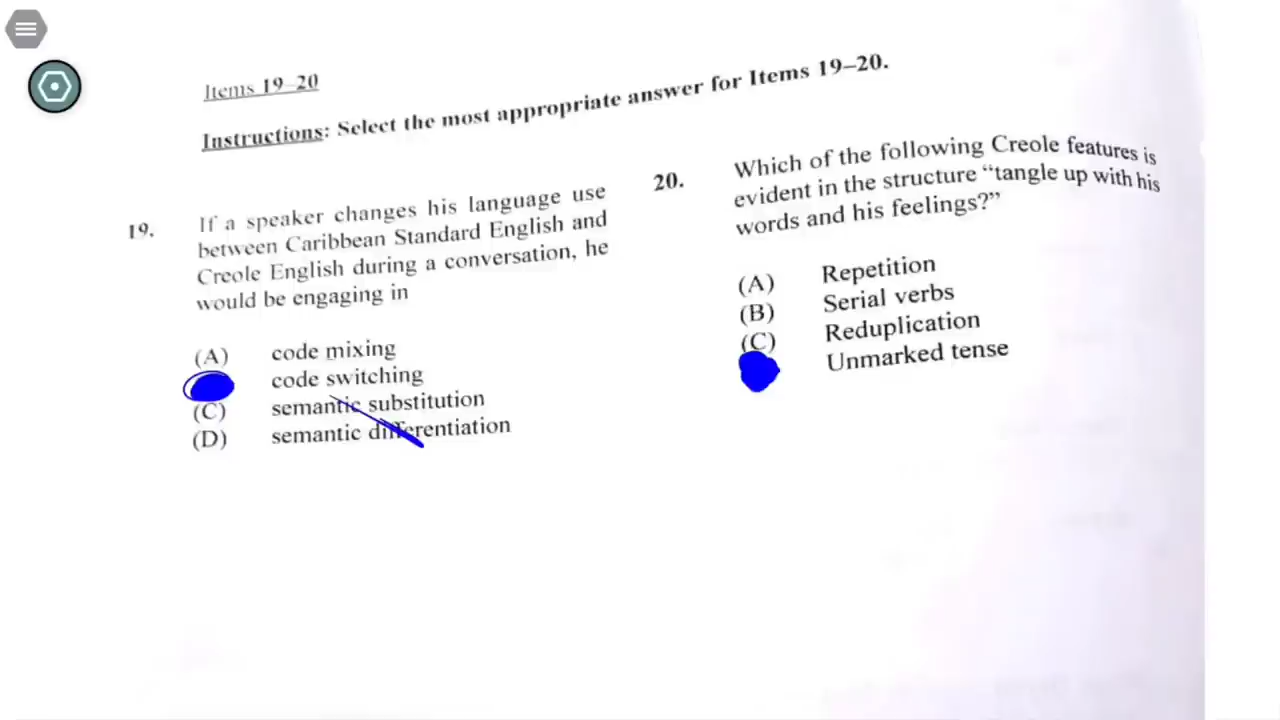 Items 19–20
Instructions: Select the most appropriate answer for Items 19–20.
19. If a speaker changes his language use
between Caribbean Standard English and
Creole English during a conversation, he
would be engaging in
(A) code mixing
code switching
(C) semantic substitution
(D) semantic differentiation
20. Which of the following Creole features is
evident in the structure “tangle up with his
words and his feelings?”
(A) Repetition
(B) Serial verbs
(C) Reduplication
Unmarked tense